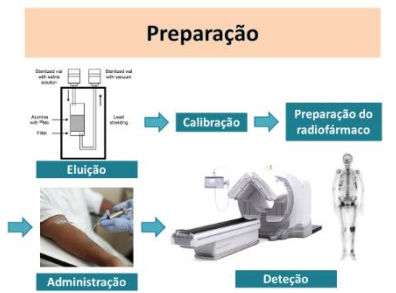 Preparação
Sterilized vial
with saline
solution
Sterilized vial
with vacuum
Alumina
with ⁹⁹Mo
Filter
Lead
shielding
Eluição
Calibração
Preparação do
radiofármaco
Administração
Deteção